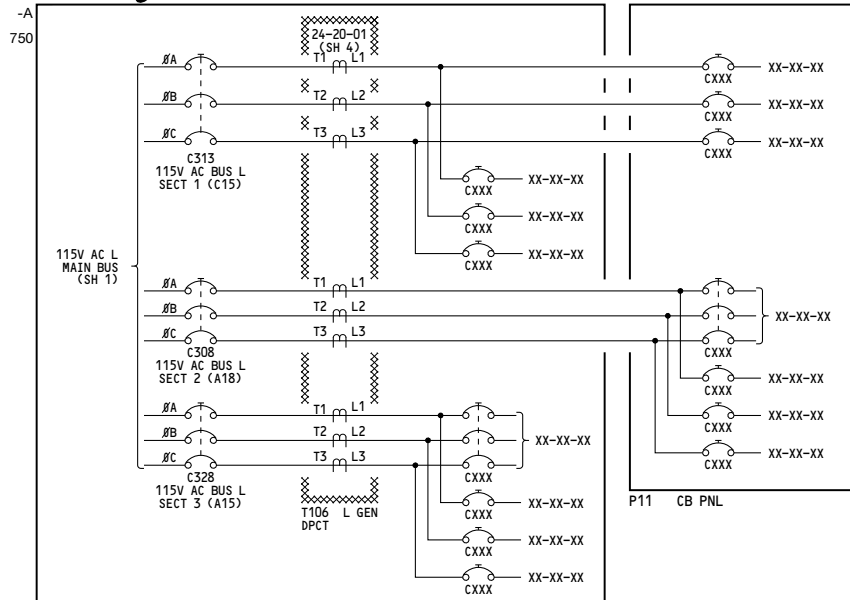 -A
750
24-20-01
(SH 4)
ØA T1 L1 CXXX XX-XX-XX
ØB T2 L2 CXXX XX-XX-XX
ØC T3 L3 CXXX XX-XX-XX
C313
115V AC BUS L
SECT 1 (C15)
CXXX XX-XX-XX
CXXX XX-XX-XX
CXXX XX-XX-XX
115V AC L
MAIN BUS
(SH 1)
ØA T1 L1
ØB T2 L2 XX-XX-XX
ØC T3 L3 CXXX
C308
115V AC BUS L
SECT 2 (A18)
CXXX XX-XX-XX
CXXX XX-XX-XX
CXXX XX-XX-XX
ØA T1 L1
ØB T2 L2 XX-XX-XX
ØC T3 L3 CXXX
C328
115V AC BUS L
SECT 3 (A15)
T106 L GEN
DPCT
CXXX XX-XX-XX
CXXX XX-XX-XX
CXXX XX-XX-XX
P11 CB PNL